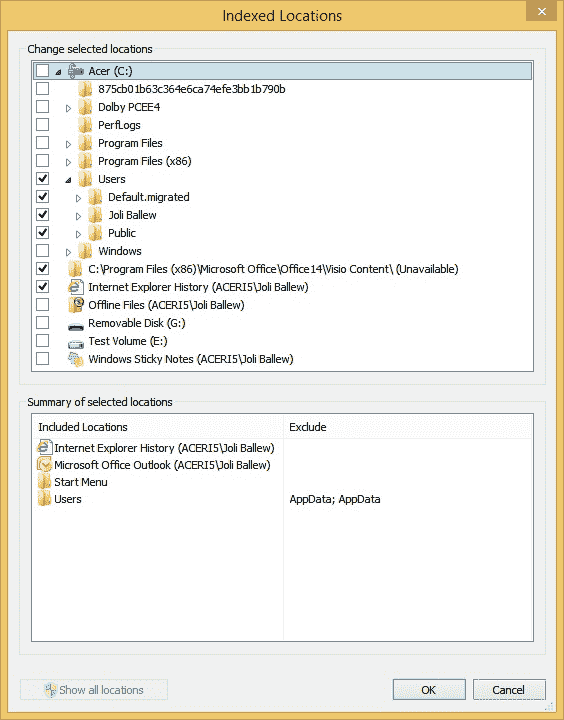 Indexed Locations
Change selected locations
Acer (C:)
875cb01b63c364e6ca74efe3bb1b790b
Dolby PCEE4
PerfLogs
Program Files
Program Files (x86)
Users
Default.migrated
Joli Ballew
Public
Windows
C:\Program Files (x86)\Microsoft Office\Office14\Visio Content\ (Unavailable)
Internet Explorer History (ACERI5\Joli Ballew)
Offline Files (ACERI5\Joli Ballew)
Removable Disk (G:)
Test Volume (E:)
Windows Sticky Notes (ACERI5\Joli Ballew)
Summary of selected locations
Included Locations Exclude
Internet Explorer History (ACERI5\Joli Ballew)
Microsoft Office Outlook (ACERI5\Joli Ballew)
Start Menu
Users AppData; AppData
Show all locations OK Cancel